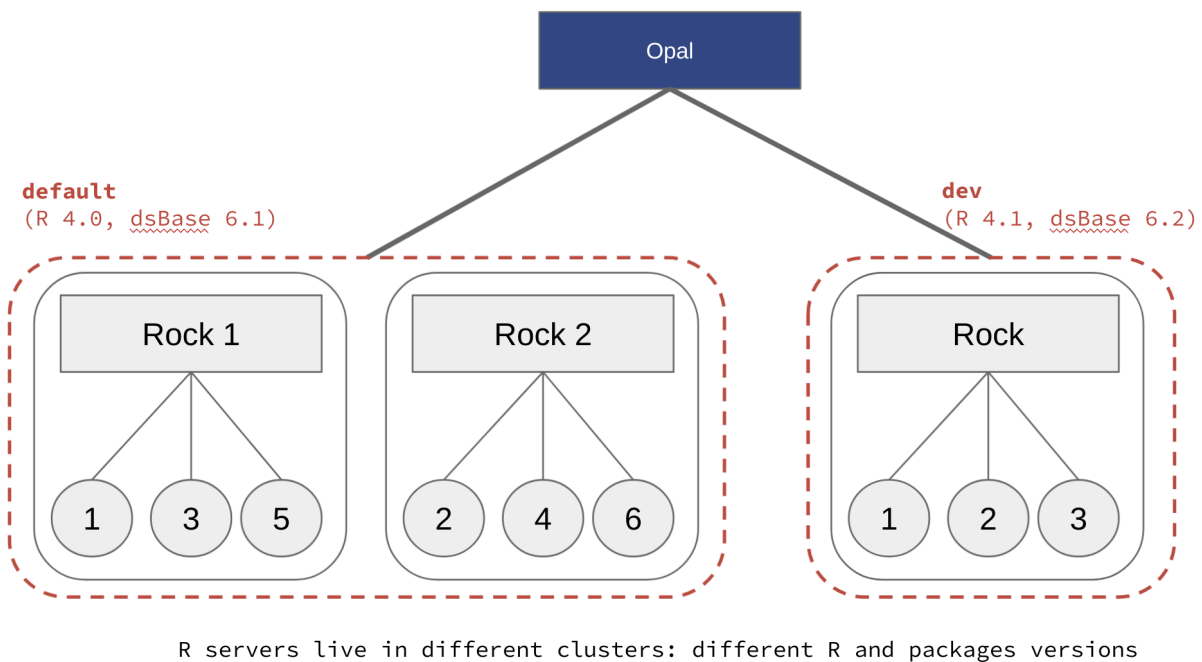 Opal
default
(R 4.0, dsBase 6.1)
dev
(R 4.1, dsBase 6.2)
Rock 1
Rock 2
Rock
1 3 5
2 4 6
1 2 3
R servers live in different clusters: different R and packages versions